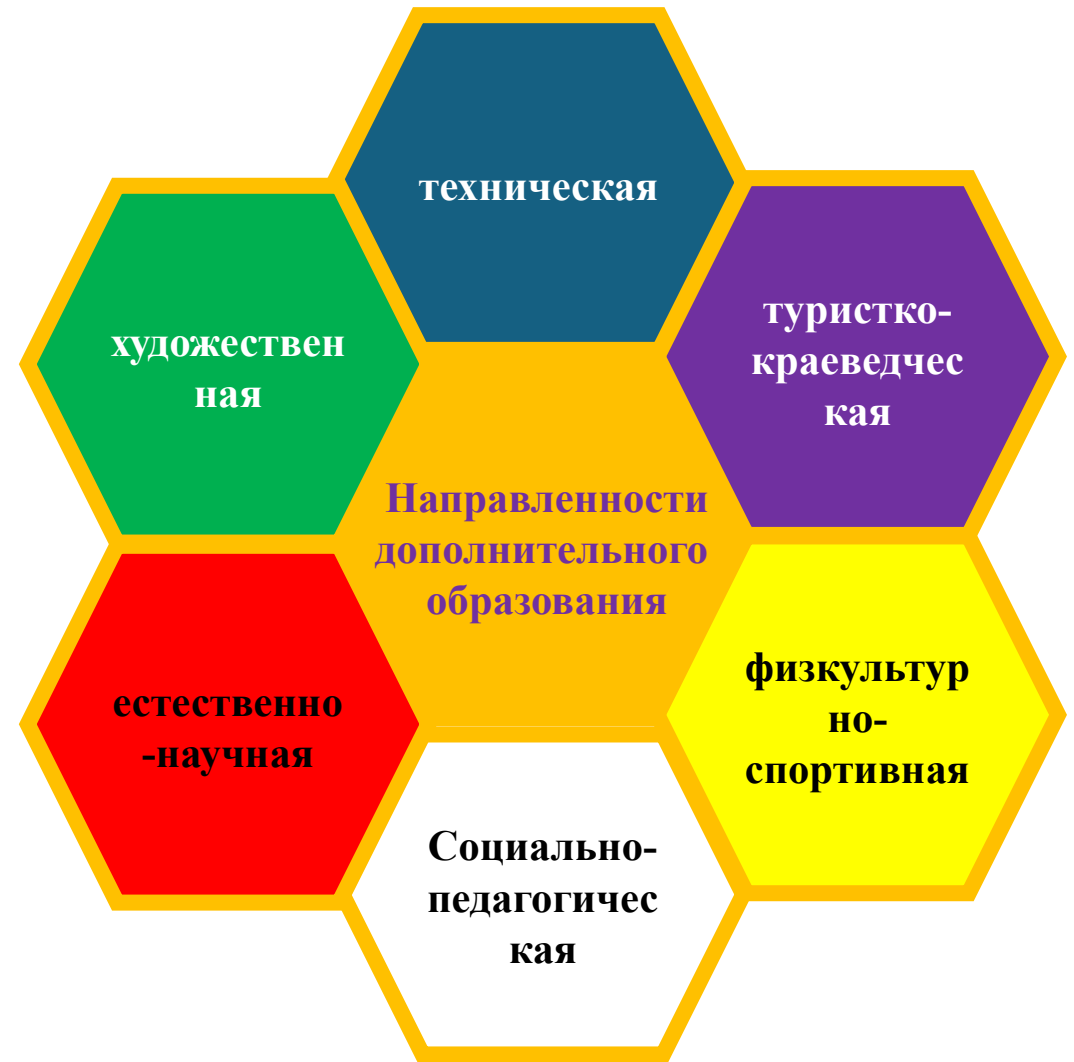 техническая
туристко-
краеведчес
кая
художествен
ная
Направленности
дополнительного
образования
физкультур
но-
спортивная
естественно
-научная
Социально-
педагогичес
кая